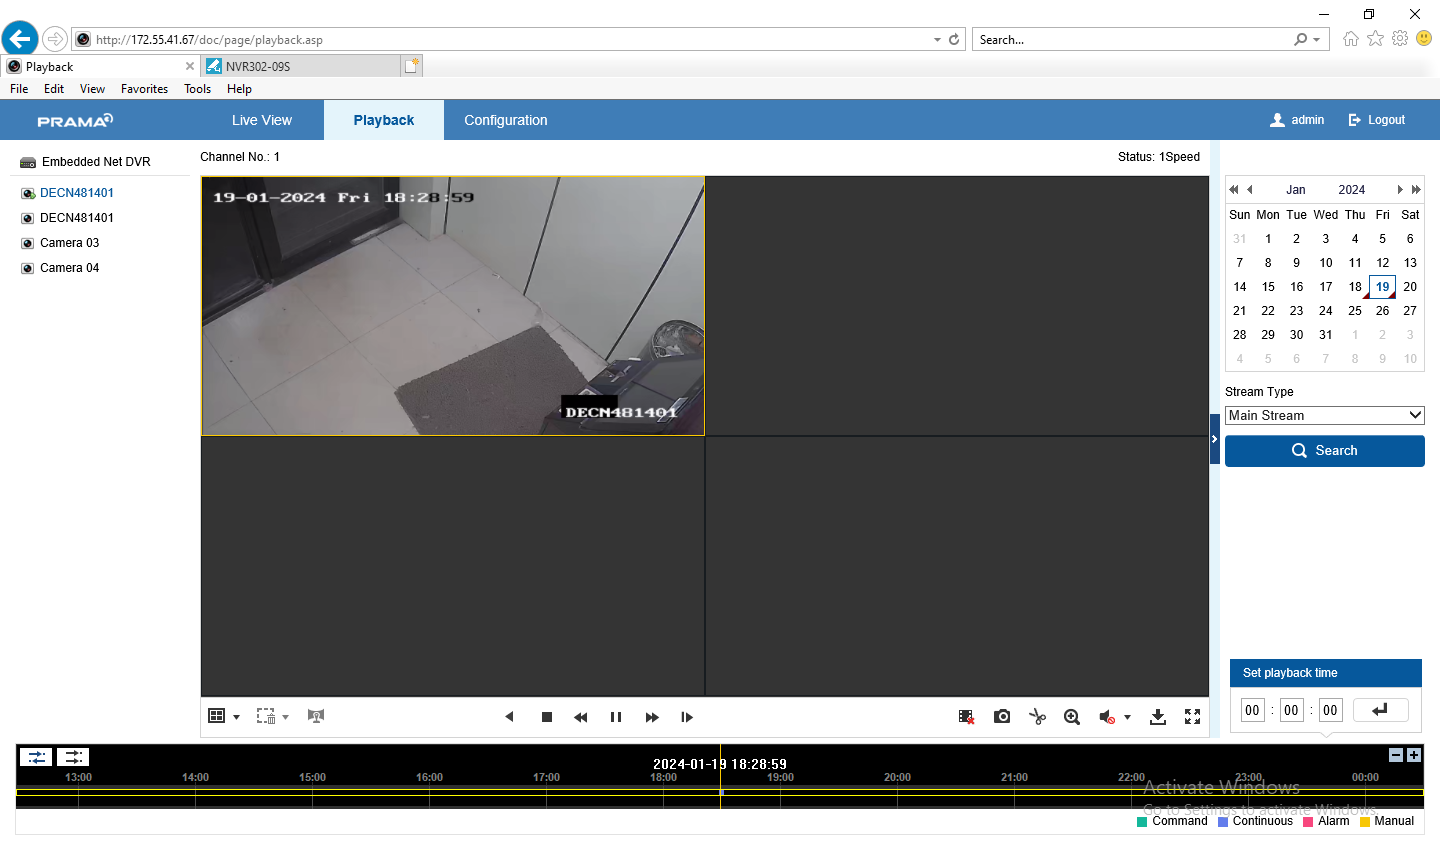 http://172.55.41.67/doc/page/playback.asp
Search...
Playback
NVR302-09S
File Edit View Favorites Tools Help
PRAMA
Live View Playback Configuration
admin Logout
Embedded Net DVR
DECN481401
DECN481401
Camera 03
Camera 04
Channel No.: 1
Status: 1Speed
19-01-2024 Fri 18:28:59
DECN481401
Jan 2024
Sun Mon Tue Wed Thu Fri Sat
31 1 2 3 4 5 6
7 8 9 10 11 12 13
14 15 16 17 18 19 20
21 22 23 24 25 26 27
28 29 30 31 1 2 3
4 5 6 7 8 9 10
Stream Type
Main Stream
Search
Set playback time
00 : 00 : 00
2024-01-19 18:28:59
13:00 14:00 15:00 16:00 17:00 18:00 19:00 20:00 21:00 22:00 23:00 00:00
Activate Windows
Go to Settings to activate Windows.
Command Continuous Alarm Manual